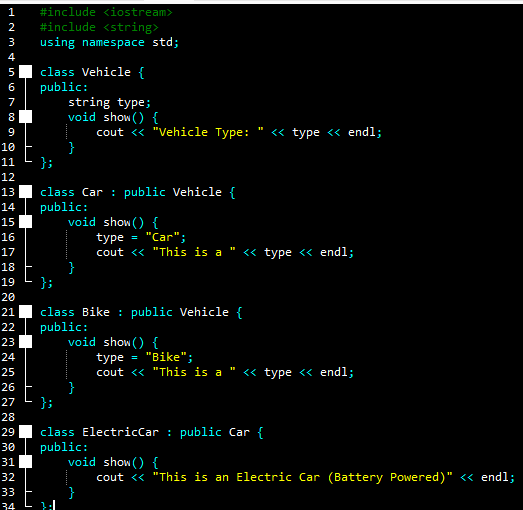 1 #include <iostream>
2 #include <string>
3 using namespace std;
4
5 class Vehicle {
6 public:
7     string type;
8     void show() {
9         cout << "Vehicle Type: " << type << endl;
10     }
11 };
12
13 class Car : public Vehicle {
14 public:
15     void show() {
16         type = "Car";
17         cout << "This is a " << type << endl;
18     }
19 };
20
21 class Bike : public Vehicle {
22 public:
23     void show() {
24         type = "Bike";
25         cout << "This is a " << type << endl;
26     }
27 };
28
29 class ElectricCar : public Car {
30 public:
31     void show() {
32         cout << "This is an Electric Car (Battery Powered)" << endl;
33     }
34 };